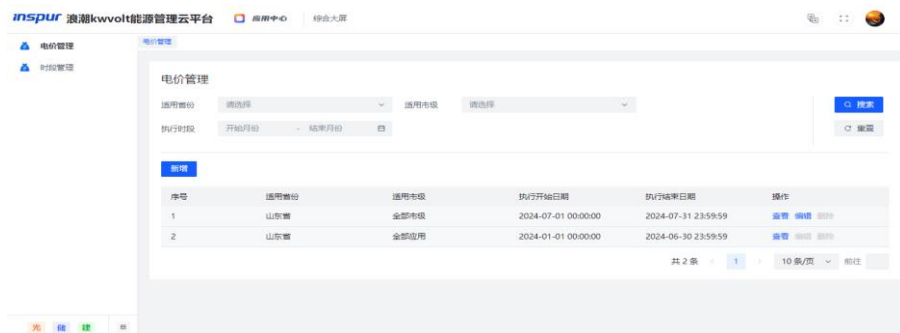 inspur 浪潮kwvolt能源管理云平台 应用中心 综合大屏
电价管理
时段管理
电价管理
电价管理
适用省份 请选择 适用市级 请选择 搜索
执行时段 开始月份 - 结束月份 重置
新增
序号 适用省份 适用市级 执行开始日期 执行结束日期 操作
1 山东省 全部市级 2024-07-01 00:00:00 2024-07-31 23:59:59 查看 编辑 删除
2 山东省 全部应用 2024-01-01 00:00:00 2024-06-30 23:59:59 查看 编辑 删除
共 2 条 < 1 > 10 条/页 前往
光 储 建